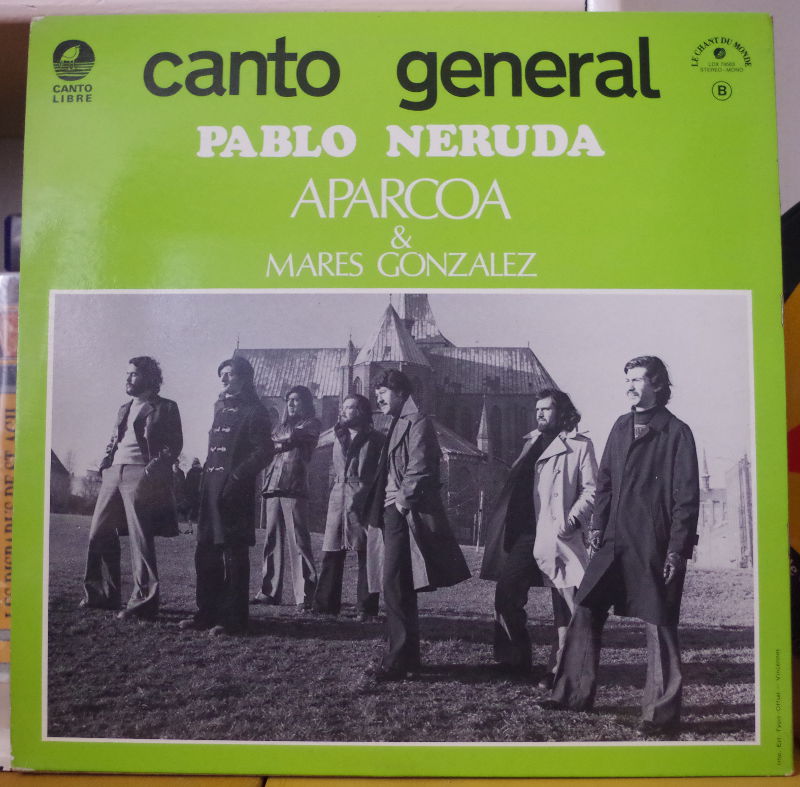 CANTO
LIBRE
canto general
LE CHANT DU MONDE
STEREO - MONO
B
PABLO NERUDA
APARCOA
&
MARES GONZALEZ